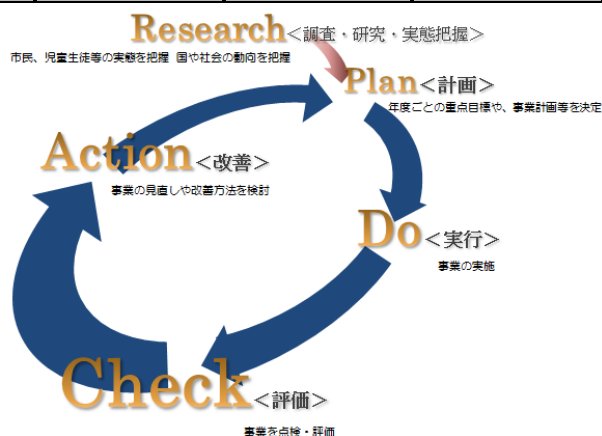 Research＜調査・研究・実態把握＞
市民、児童生徒等の実態を把握 国や社会の動向を把握
Plan＜計画＞
年度ごとの重点目標や、事業計画等を決定
Action＜改善＞
事業の見直しや改善方法を検討
Do＜実行＞
事業の実施
Check＜評価＞
事業を点検・評価